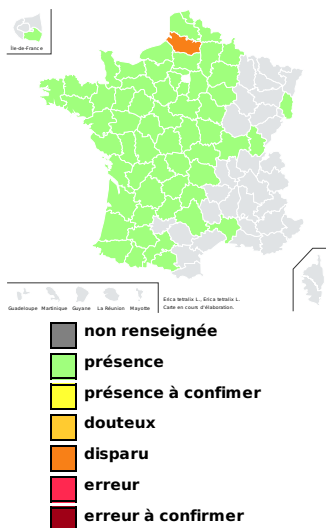 Île-de-France
Guadeloupe Martinique Guyane La Réunion Mayotte
Erica tetralix L., Erica tetralix L.
Carte en cours d'élaboration.
non renseignée
présence
présence à confimer
douteux
disparu
erreur
erreur à confirmer